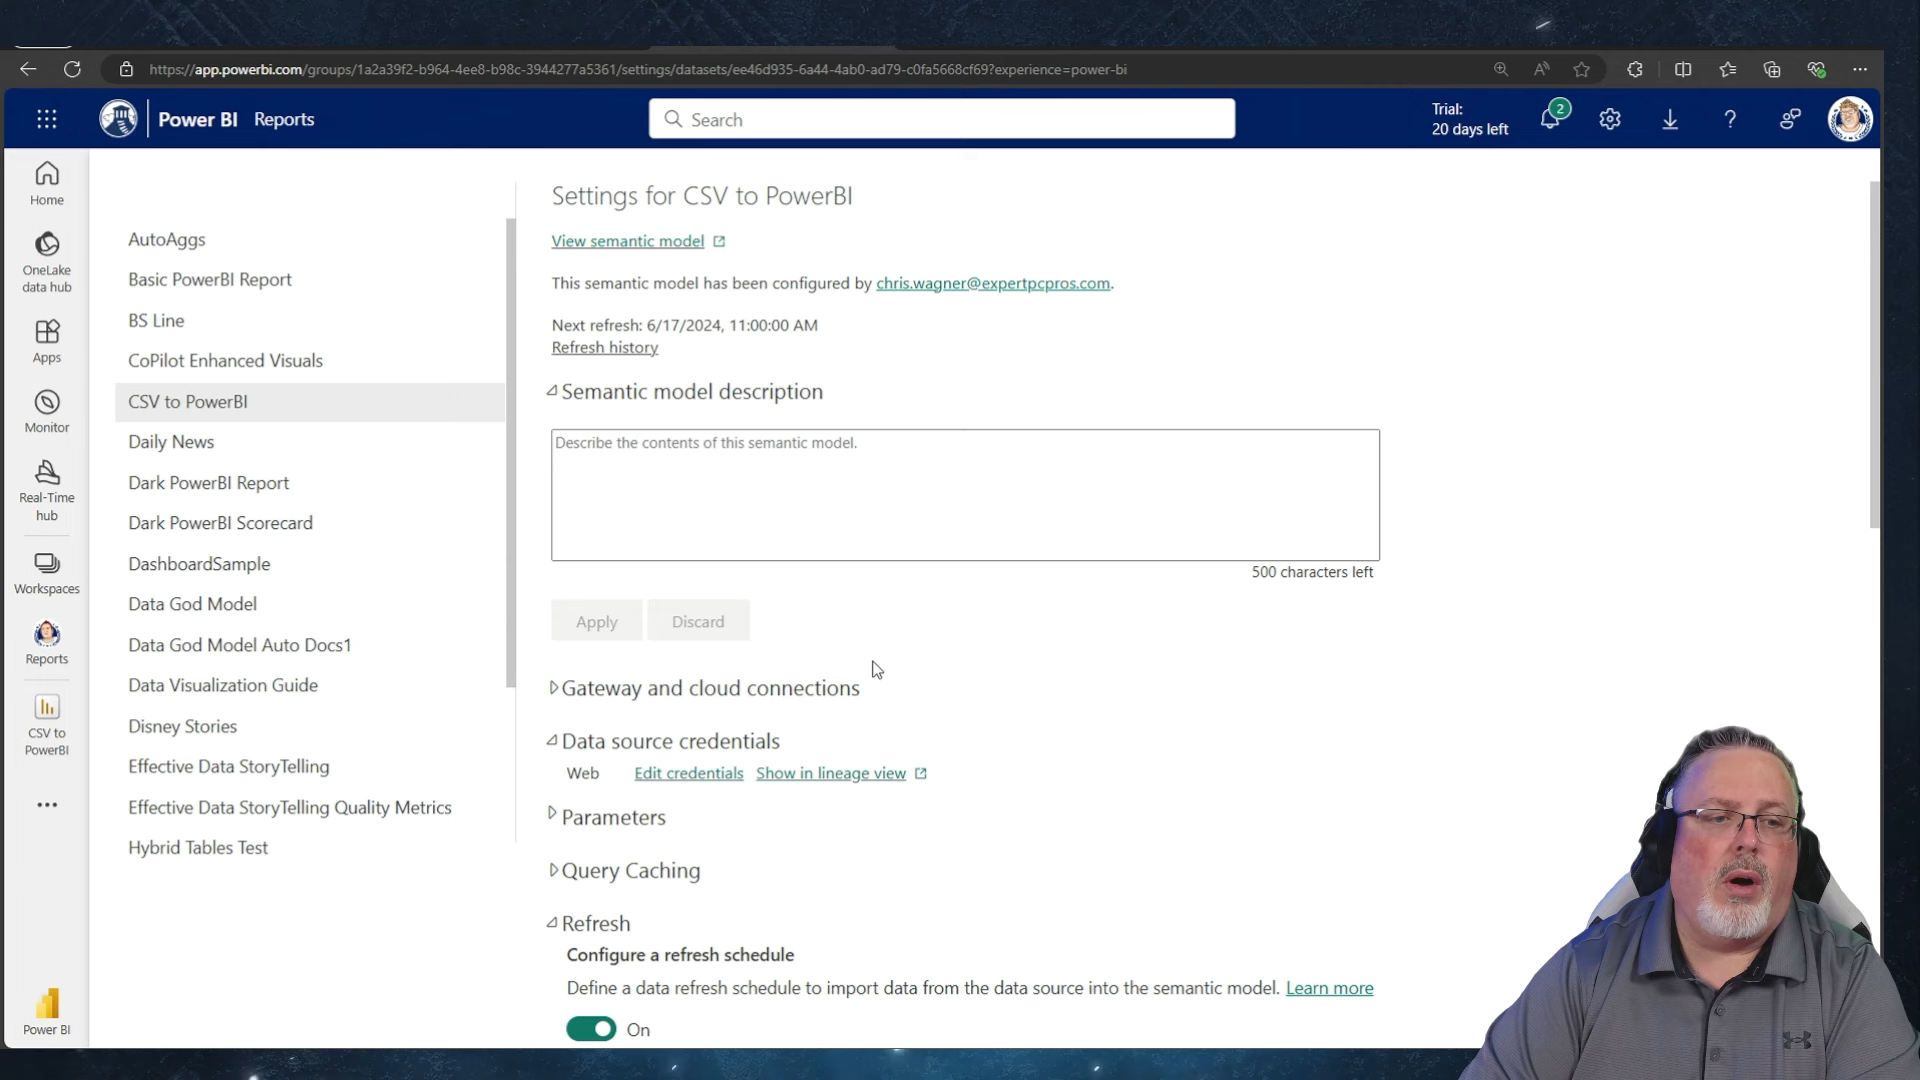 https://app.powerbi.com/groups/1a2a39f2-b964-4ee8-b98c-3944277a5361/settings/datasets/ee46d935-6a44-4ab0-ad79-c0fa5668cf69?experience=power-bi
Power BI Reports
Search
Trial:
20 days left
2
Home
OneLake
data hub
Apps
Monitor
Real-Time
hub
Workspaces
Reports
CSV to
PowerBI
Power BI
AutoAggs
Basic PowerBI Report
BS Line
CoPilot Enhanced Visuals
CSV to PowerBI
Daily News
Dark PowerBI Report
Dark PowerBI Scorecard
DashboardSample
Data God Model
Data God Model Auto Docs1
Data Visualization Guide
Disney Stories
Effective Data StoryTelling
Effective Data StoryTelling Quality Metrics
Hybrid Tables Test
Settings for CSV to PowerBI
View semantic model
This semantic model has been configured by chris.wagner@expertpcpros.com.
Next refresh: 6/17/2024, 11:00:00 AM
Refresh history
Semantic model description
Describe the contents of this semantic model.
500 characters left
Apply Discard
Gateway and cloud connections
Data source credentials
Web Edit credentials Show in lineage view
Parameters
Query Caching
Refresh
Configure a refresh schedule
Define a data refresh schedule to import data from the data source into the semantic model. Learn more
On